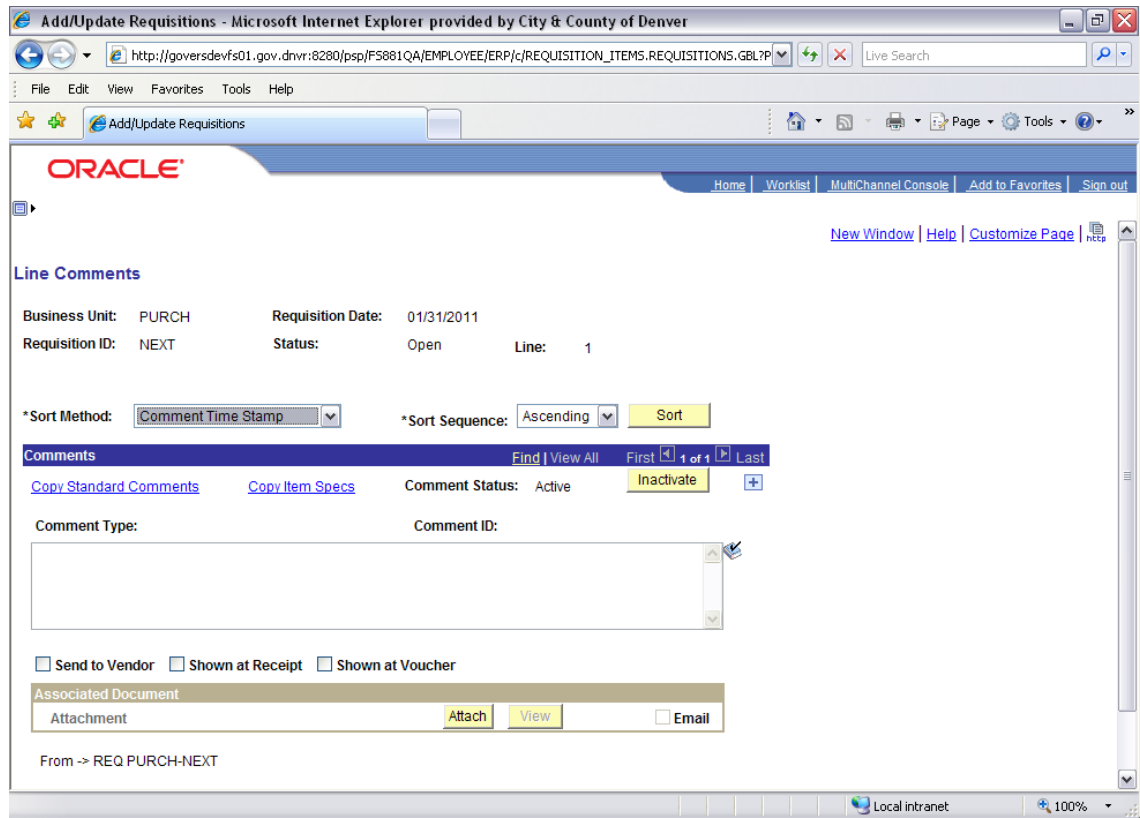 Add/Update Requisitions - Microsoft Internet Explorer provided by City & County of Denver
http://goversdevfs01.gov.dnvr:8280/psp/FS881QA/EMPLOYEE/ERP/c/REQUISITION_ITEMS.REQUISITIONS.GBL?P Live Search
File Edit View Favorites Tools Help
Add/Update Requisitions Page Tools
ORACLE
Home Worklist MultiChannel Console Add to Favorites Sign out
New Window | Help | Customize Page | http
Line Comments
Business Unit: PURCH Requisition Date: 01/31/2011
Requisition ID: NEXT Status: Open Line: 1
*Sort Method: Comment Time Stamp *Sort Sequence: Ascending Sort
Comments Find | View All First 1 of 1 Last
Copy Standard Comments Copy Item Specs Comment Status: Active Inactivate
Comment Type: Comment ID:
Send to Vendor Shown at Receipt Shown at Voucher
Associated Document
Attachment Attach View Email
From -> REQ PURCH-NEXT
Local intranet 100%